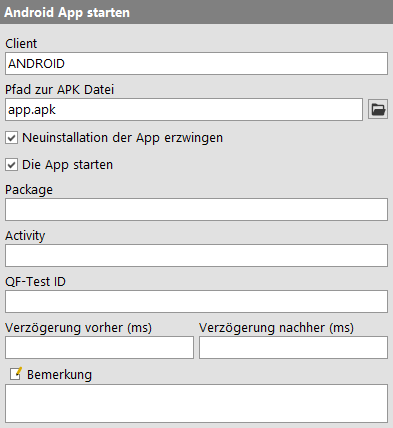 Android App starten
Client
ANDROID
Pfad zur APK Datei
app.apk
Neuinstallation der App erzwingen
Die App starten
Package
Activity
QF-Test ID
Verzögerung vorher (ms) Verzögerung nachher (ms)
Bemerkung